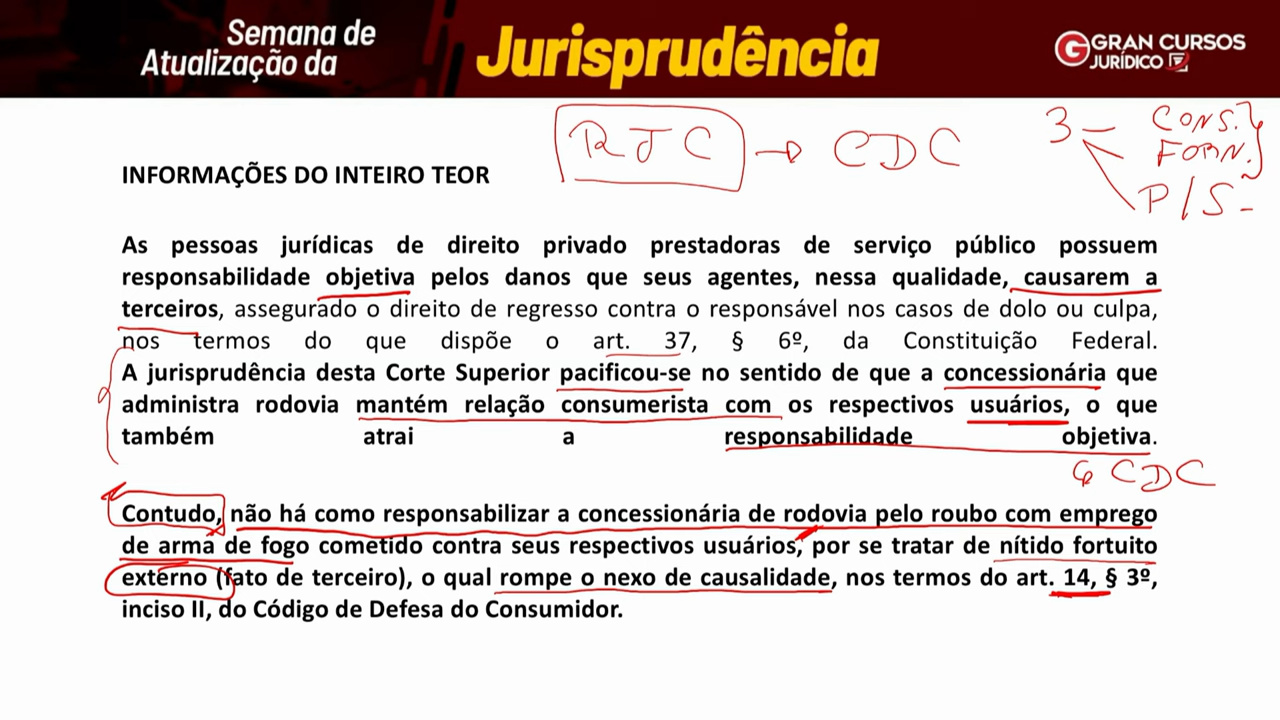 Semana de
Atualização da
Jurisprudência
GRAN CURSOS
JURÍDICO
RJC → CDC
3 — CONS.
FORN.
P/S -
INFORMAÇÕES DO INTEIRO TEOR
As pessoas jurídicas de direito privado prestadoras de serviço público possuem
responsabilidade objetiva pelos danos que seus agentes, nessa qualidade, causarem a
terceiros, assegurado o direito de regresso contra o responsável nos casos de dolo ou culpa,
nos termos do que dispõe o art. 37, § 6º, da Constituição Federal.
A jurisprudência desta Corte Superior pacificou-se no sentido de que a concessionária que
administra rodovia mantém relação consumerista com os respectivos usuários, o que
também atrai a responsabilidade objetiva.
CDC
Contudo, não há como responsabilizar a concessionária de rodovia pelo roubo com emprego
de arma de fogo cometido contra seus respectivos usuários, por se tratar de nítido fortuito
externo (fato de terceiro), o qual rompe o nexo de causalidade, nos termos do art. 14, § 3º,
inciso II, do Código de Defesa do Consumidor.